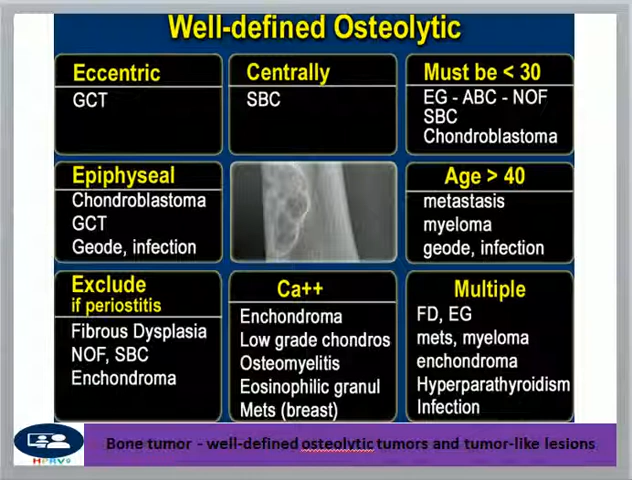 Well-defined Osteolytic
Eccentric
GCT
Centrally
SBC
Must be < 30
EG - ABC - NOF
SBC
Chondroblastoma
Epiphyseal
Chondroblastoma
GCT
Geode, infection
Age > 40
metastasis
myeloma
geode, infection
Exclude
if periostitis
Fibrous Dysplasia
NOF, SBC
Enchondroma
Ca++
Enchondroma
Low grade chondros
Osteomyelitis
Eosinophilic granul
Mets (breast)
Multiple
FD, EG
mets, myeloma
enchondroma
Hyperparathyroidism
Infection
Bone tumor - well-defined osteolytic tumors and tumor-like lesions